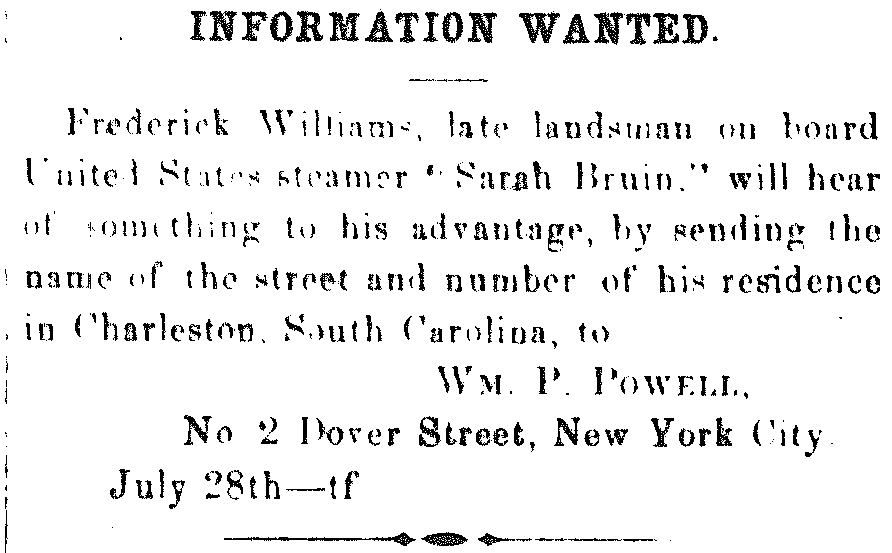 INFORMATION WANTED.
Frederick Williams, late landsman on board
United States steamer "Sarah Bruin," will hear
of something to his advantage, by sending the
name of the street and number of his residence
in Charleston, South Carolina, to
WM. P. POWELL,
No 2 Dover Street, New York City.
July 28th—tf